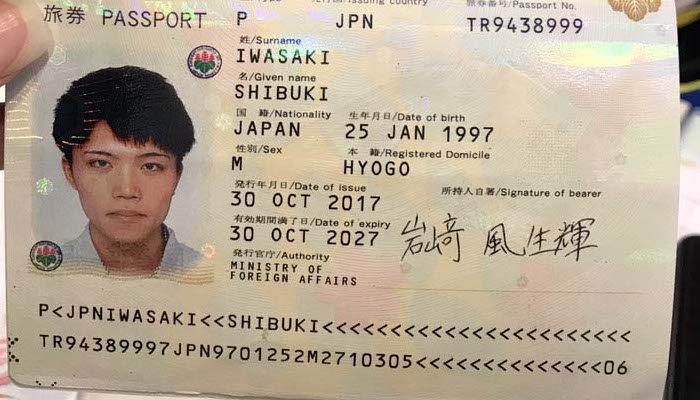 旅券 PASSPORT P JPN TR9438999
Issuing country 旅券番号/Passport No.
姓/Surname
IWASAKI
名/Given name
SHIBUKI
国 籍/Nationality 生年月日/Date of birth
JAPAN 25 JAN 1997
性別/Sex 本 籍/Registered Domicile
M HYOGO
発行年月日/Date of issue 所持人自署/Signature of bearer
30 OCT 2017
有効期間満了日/Date of expiry
30 OCT 2027 岩﨑 風生輝
発行官庁/Authority
MINISTRY OF
FOREIGN AFFAIRS
P<JPNIWASAKI<<SHIBUKI<<<<<<<<<<<<<<<<<<<<<<<
TR94389997JPN9701252M2710305<<<<<<<<<<<<<<06